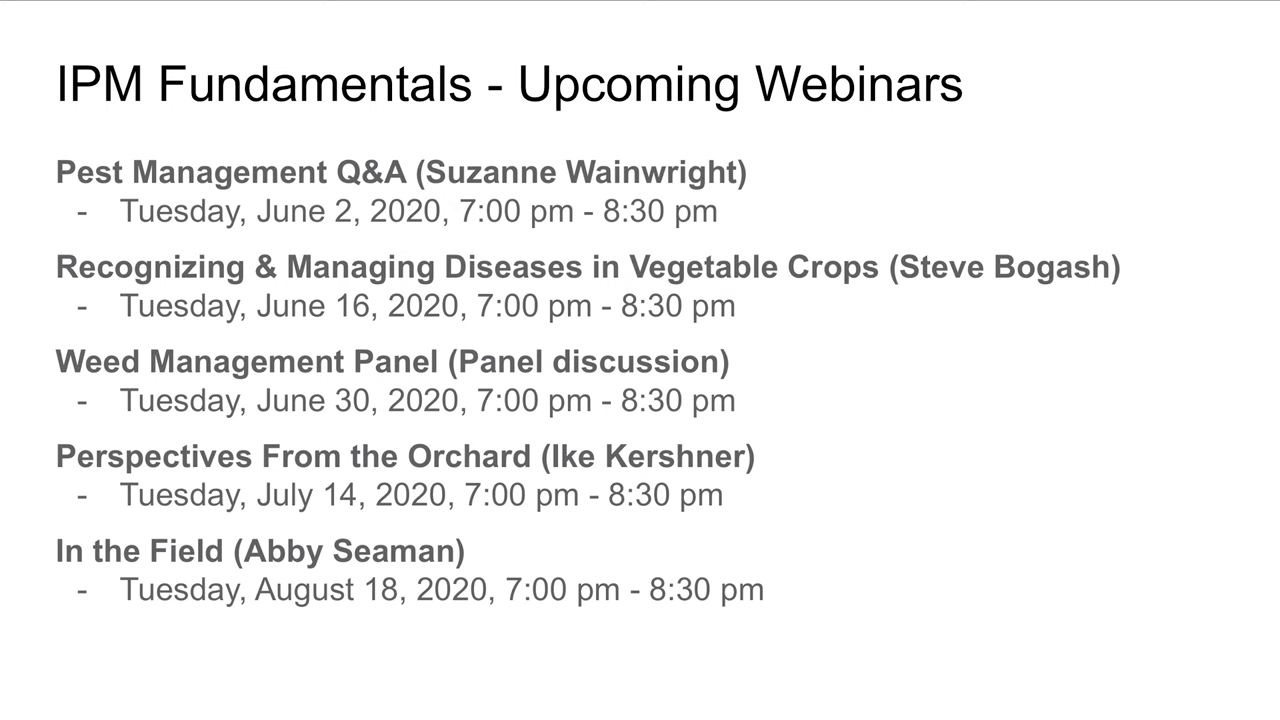 IPM Fundamentals - Upcoming Webinars
Pest Management Q&A (Suzanne Wainwright)
- Tuesday, June 2, 2020, 7:00 pm - 8:30 pm
Recognizing & Managing Diseases in Vegetable Crops (Steve Bogash)
- Tuesday, June 16, 2020, 7:00 pm - 8:30 pm
Weed Management Panel (Panel discussion)
- Tuesday, June 30, 2020, 7:00 pm - 8:30 pm
Perspectives From the Orchard (Ike Kershner)
- Tuesday, July 14, 2020, 7:00 pm - 8:30 pm
In the Field (Abby Seaman)
- Tuesday, August 18, 2020, 7:00 pm - 8:30 pm